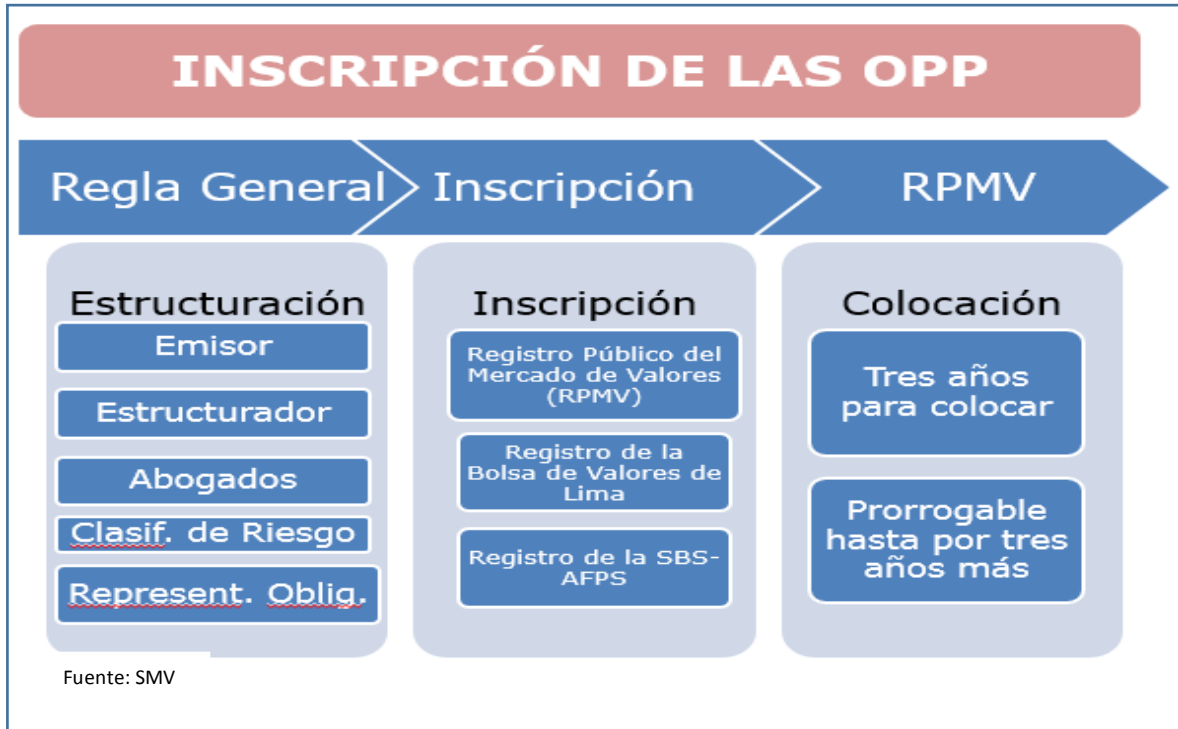 INSCRIPCIÓN DE LAS OPP
Regla General
Inscripción
RPMV
Estructuración
Emisor
Estructurador
Abogados
Clasif. de Riesgo
Represent. Oblig.
Inscripción
Registro Público del
Mercado de Valores
(RPMV)
Registro de la
Bolsa de Valores de
Lima
Registro de la SBS-
AFPS
Colocación
Tres años
para colocar
Prorrogable
hasta por tres
años más
Fuente: SMV